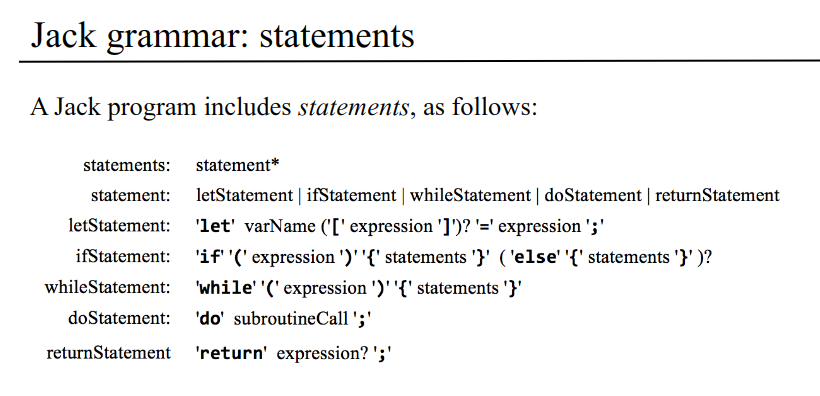 Jack grammar: statements
A Jack program includes statements, as follows:
statements: statement*
statement: letStatement | ifStatement | whileStatement | doStatement | returnStatement
letStatement: 'let' varName ('[' expression ']')? '=' expression ';'
ifStatement: 'if' '(' expression ')' '{' statements '}' ( 'else' '{' statements '}' )?
whileStatement: 'while' '(' expression ')' '{' statements '}'
doStatement: 'do' subroutineCall ';'
returnStatement 'return' expression? ';'